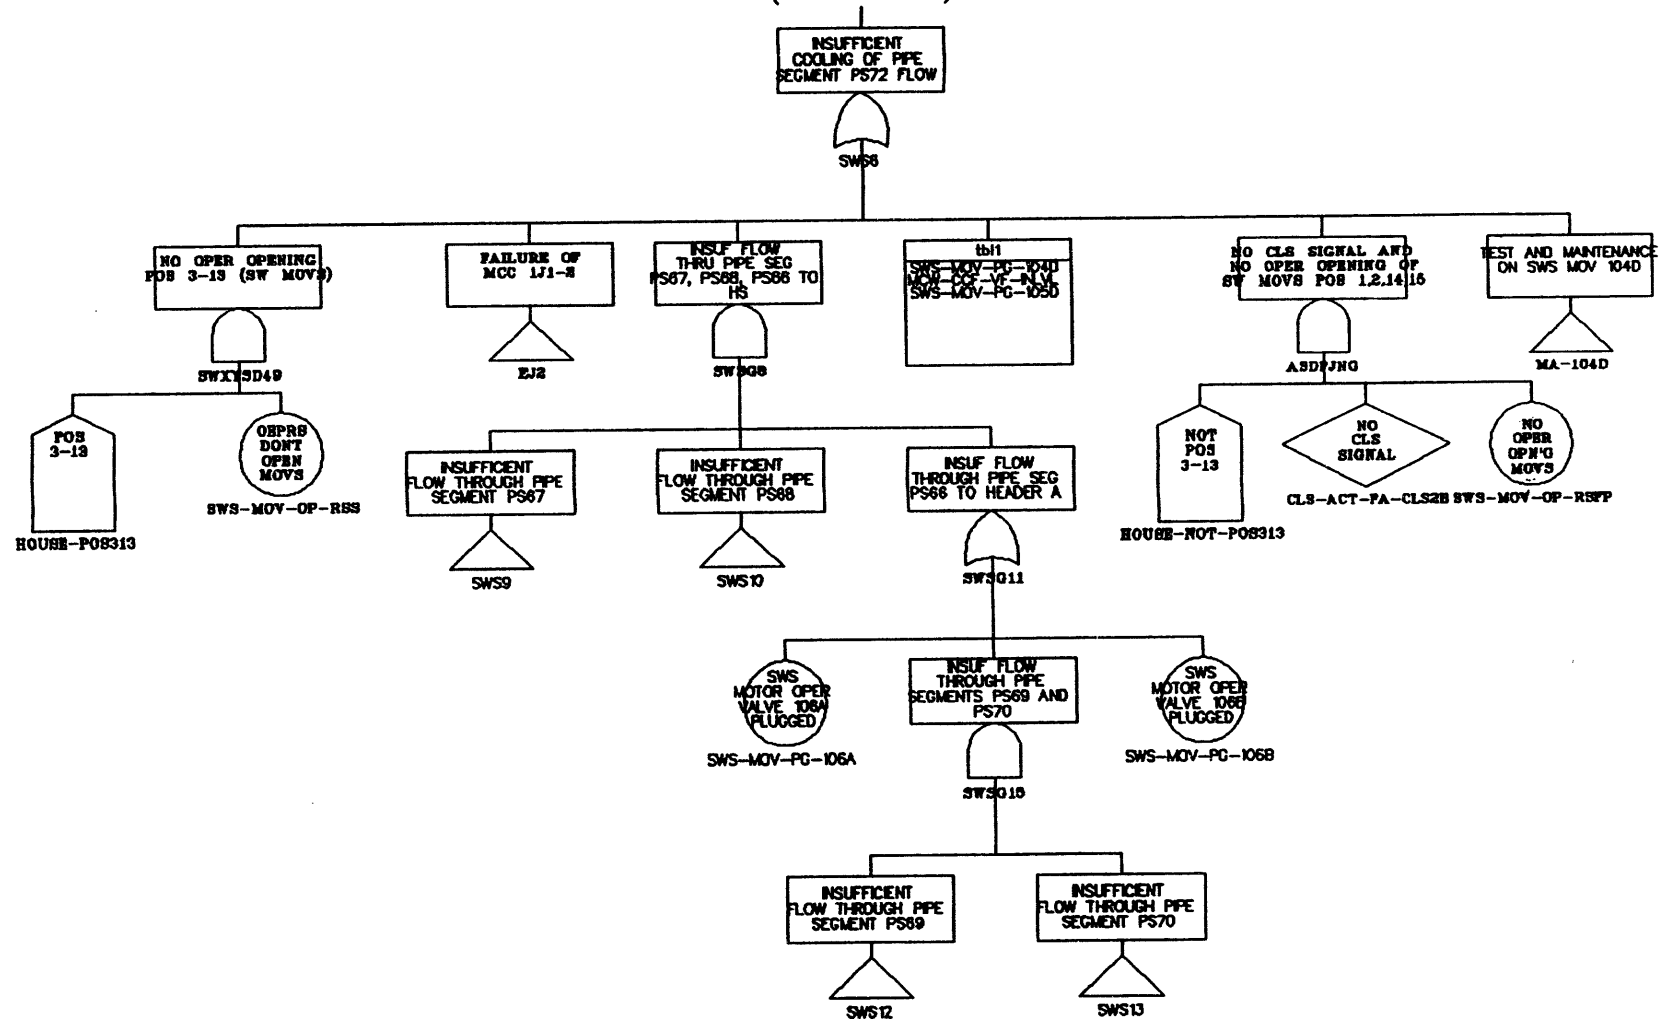 INSUFFICIENT
COOLING OF PIPE
SEGMENT PS72 FLOW
SWS6
NO OPER OPENING
POS 3-13 (SW MOVS)
SWXYSD49
FAILURE OF
MCC 1J1-2
EJ2
INSUF FLOW
THRU PIPE SEG
PS67, PS68, PS66 TO
HS
SWSG8
tbl1
SWS-MOV-PG-104D
SWS-MOV-PG-105D
NO CLS SIGNAL AND
NO OPER OPENING OF
SW MOVS POS 1,2,14,15
ASDFJNG
TEST AND MAINTENANCE
ON SWS MOV 104D
MA-104D
POS
3-13
HOUSE-POS313
OEPRS
DONT
OPEN
MOVS
SWS-MOV-OP-RSS
INSUFFICIENT
FLOW THROUGH PIPE
SEGMENT PS67
SWS9
INSUFFICIENT
FLOW THROUGH PIPE
SEGMENT PS68
SWS10
INSUF FLOW
THROUGH PIPE SEG
PS66 TO HEADER A
SWSG11
NOT
POS
3-13
HOUSE-NOT-POS313
NO
CLS
SIGNAL
CLS-ACT-FA-CLS2B
NO
OPER
OPN'G
MOVS
SWS-MOV-OP-RSFP
SWS
MOTOR OPER
VALVE 106A
PLUGGED
SWS-MOV-PG-106A
INSUF FLOW
THROUGH PIPE
SEGMENTS PS69 AND
PS70
SWSG15
SWS
MOTOR OPER
VALVE 106B
PLUGGED
SWS-MOV-PG-106B
INSUFFICIENT
FLOW THROUGH PIPE
SEGMENT PS69
SWS12
INSUFFICIENT
FLOW THROUGH PIPE
SEGMENT PS70
SWS13